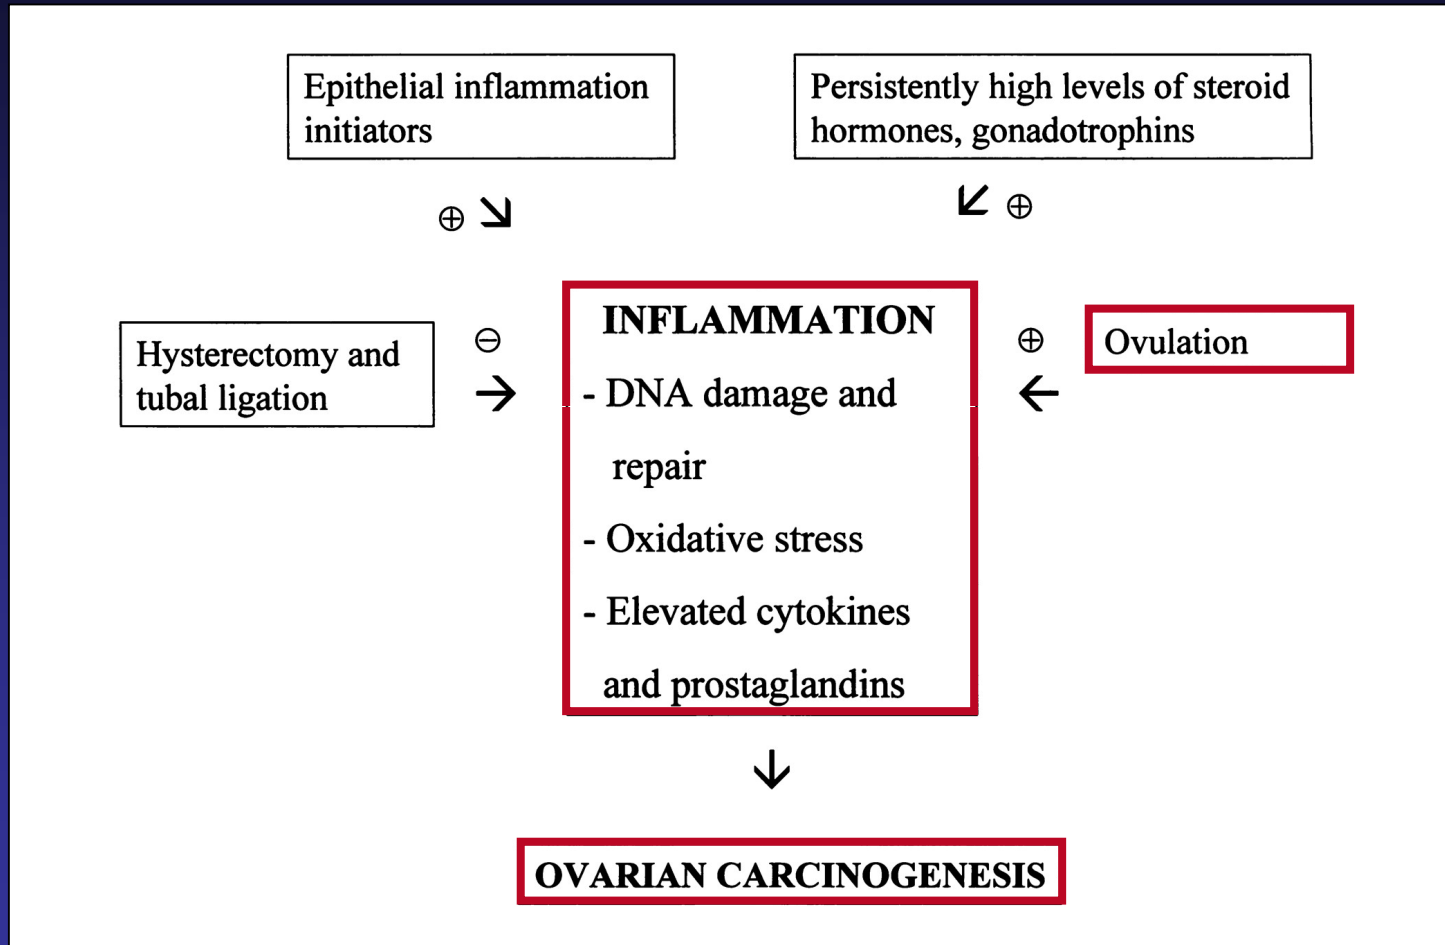 Epithelial inflammation
initiators
Persistently high levels of steroid
hormones, gonadotrophins
⊕
⊕
Hysterectomy and
tubal ligation
⊖
INFLAMMATION
- DNA damage and
repair
- Oxidative stress
- Elevated cytokines
and prostaglandins
⊕
Ovulation
OVARIAN CARCINOGENESIS